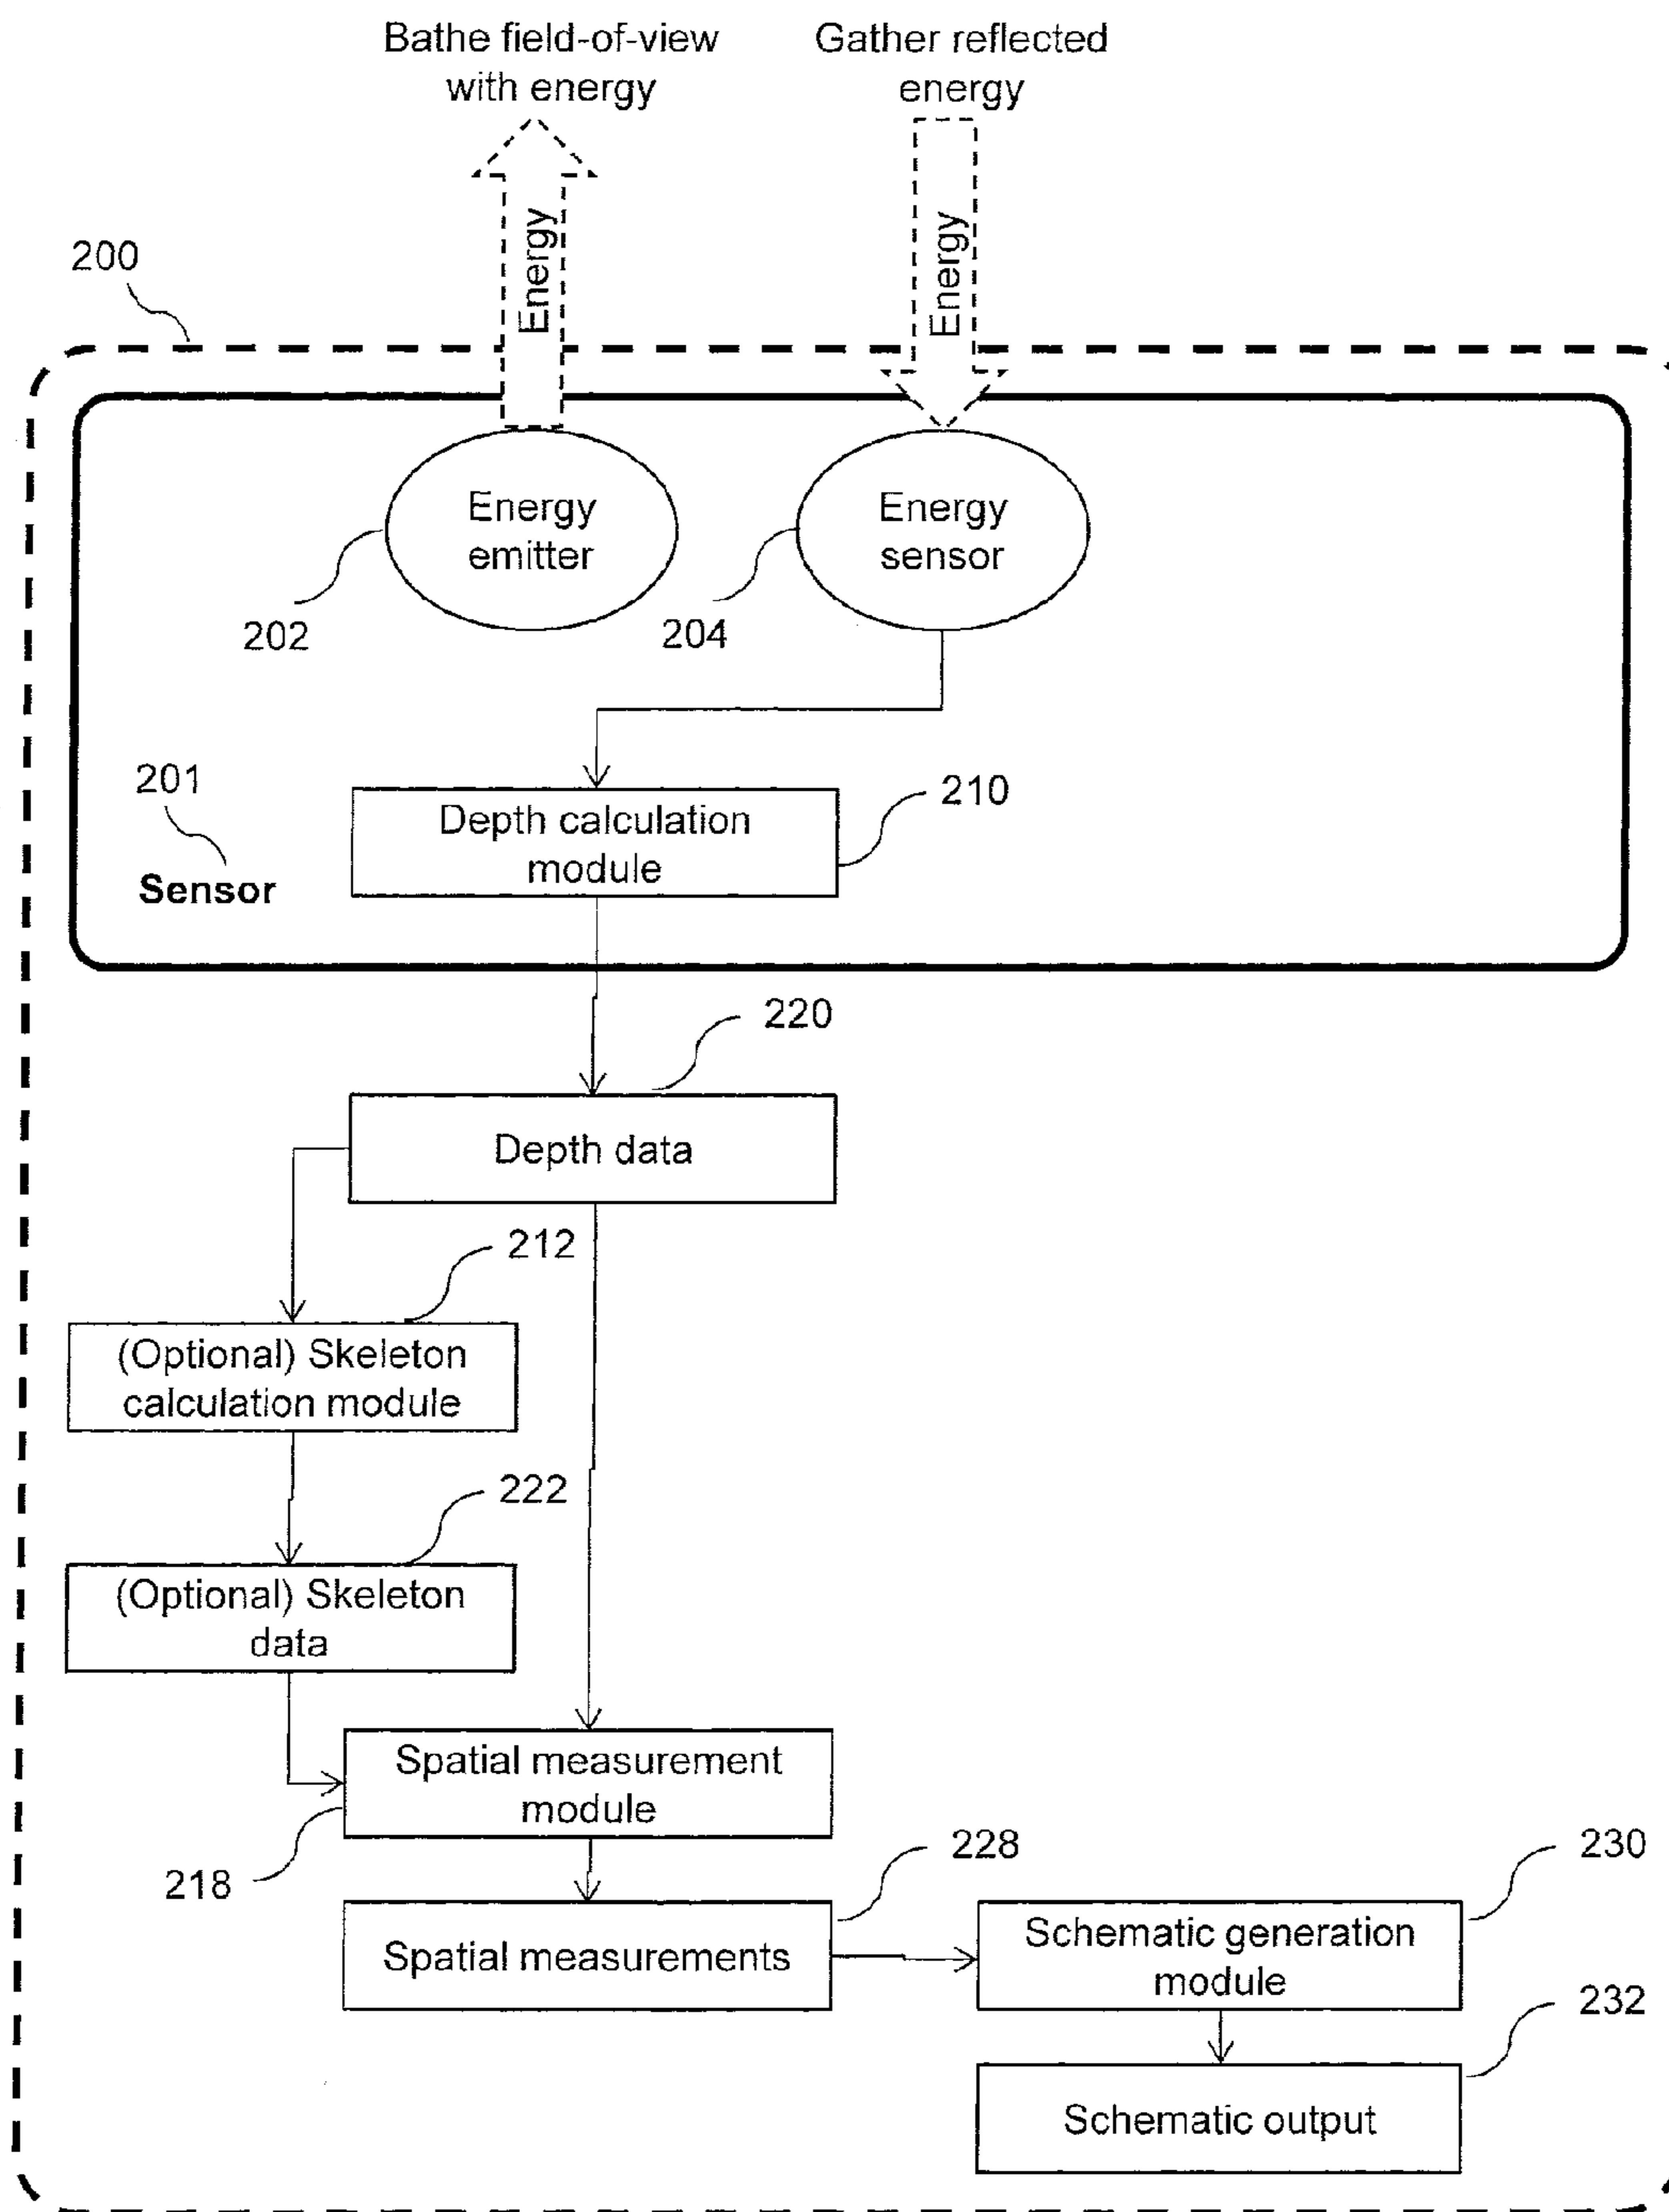 Bathe field-of-view
with energy
Gather reflected
energy
Energy
Energy
200
Energy
emitter
Energy
sensor
202
204
201
Sensor
Depth calculation
module
210
220
Depth data
212
(Optional) Skeleton
calculation module
222
(Optional) Skeleton
data
Spatial measurement
module
218
228
Spatial measurements
230
Schematic generation
module
232
Schematic output